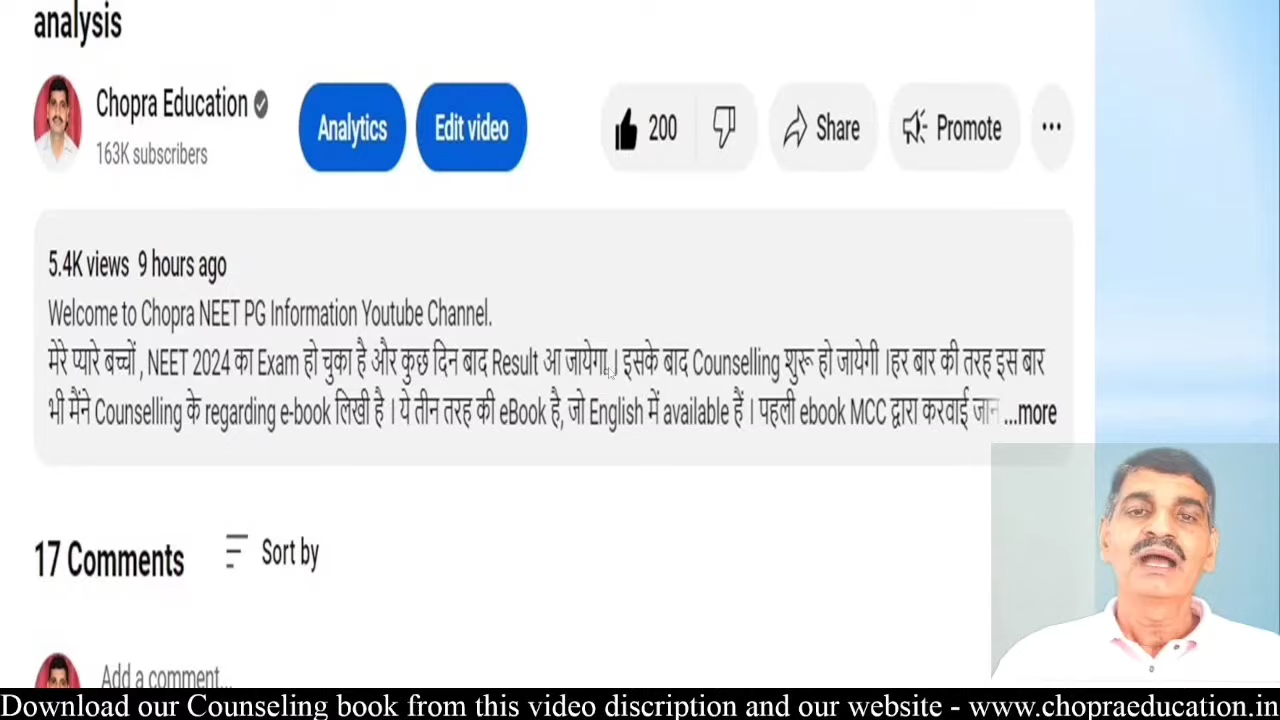 analysis
Chopra Education
163K subscribers
Analytics
Edit video
200
Share
Promote
5.4K views 9 hours ago
Welcome to Chopra NEET PG Information Youtube Channel.
मेरे प्यारे बच्चों , NEET 2024 का Exam हो चुका है और कुछ दिन बाद Result आ जायेगा । इसके बाद Counselling शुरू हो जायेगी ।हर बार की तरह इस बार
भी मैंने Counselling के regarding e-book लिखी है । ये तीन तरह की eBook है, जो English में available हैं । पहली ebook MCC द्वारा करवाई जान ...more
17 Comments
Sort by
Add a comment...
Download our Counseling book from this video discription and our website - www.chopraeducation.in